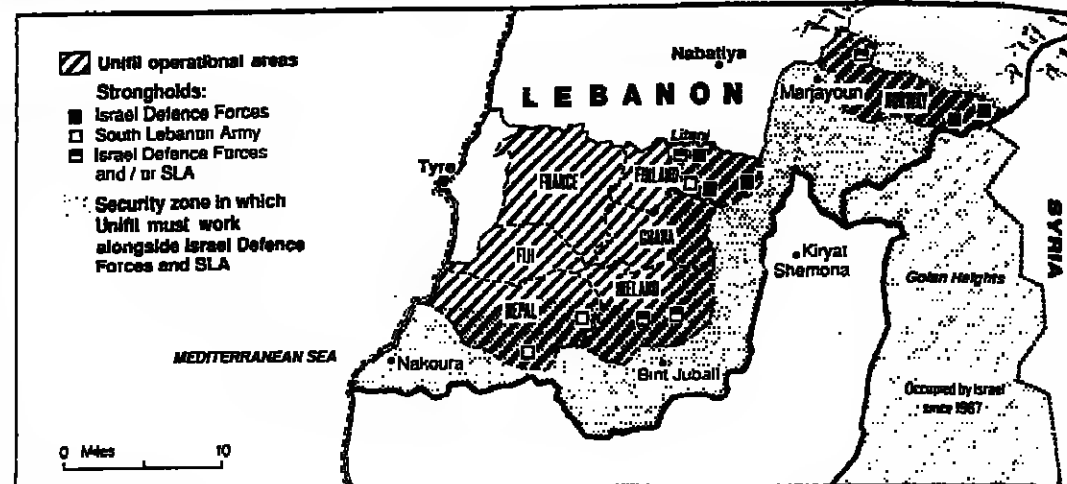 Unifil operational areas
Strongholds:
Israel Defence Forces
South Lebanon Army
Israel Defence Forces
and / or SLA
Security zone in which
Unifil must work
alongside Israel Defence
Forces and SLA
Nabatiya
LEBANON
Marjayoun
NORWAY
Litani
Tyre
FRANCE
FINLAND
GHANA
FIJI
IRELAND
NEPAL
Kiryat
Shemona
Golan Heights
SYRIA
MEDITERRANEAN SEA
Nakoura
Bint Jubail
Occupied by Israel
since 1967
0 Miles 10